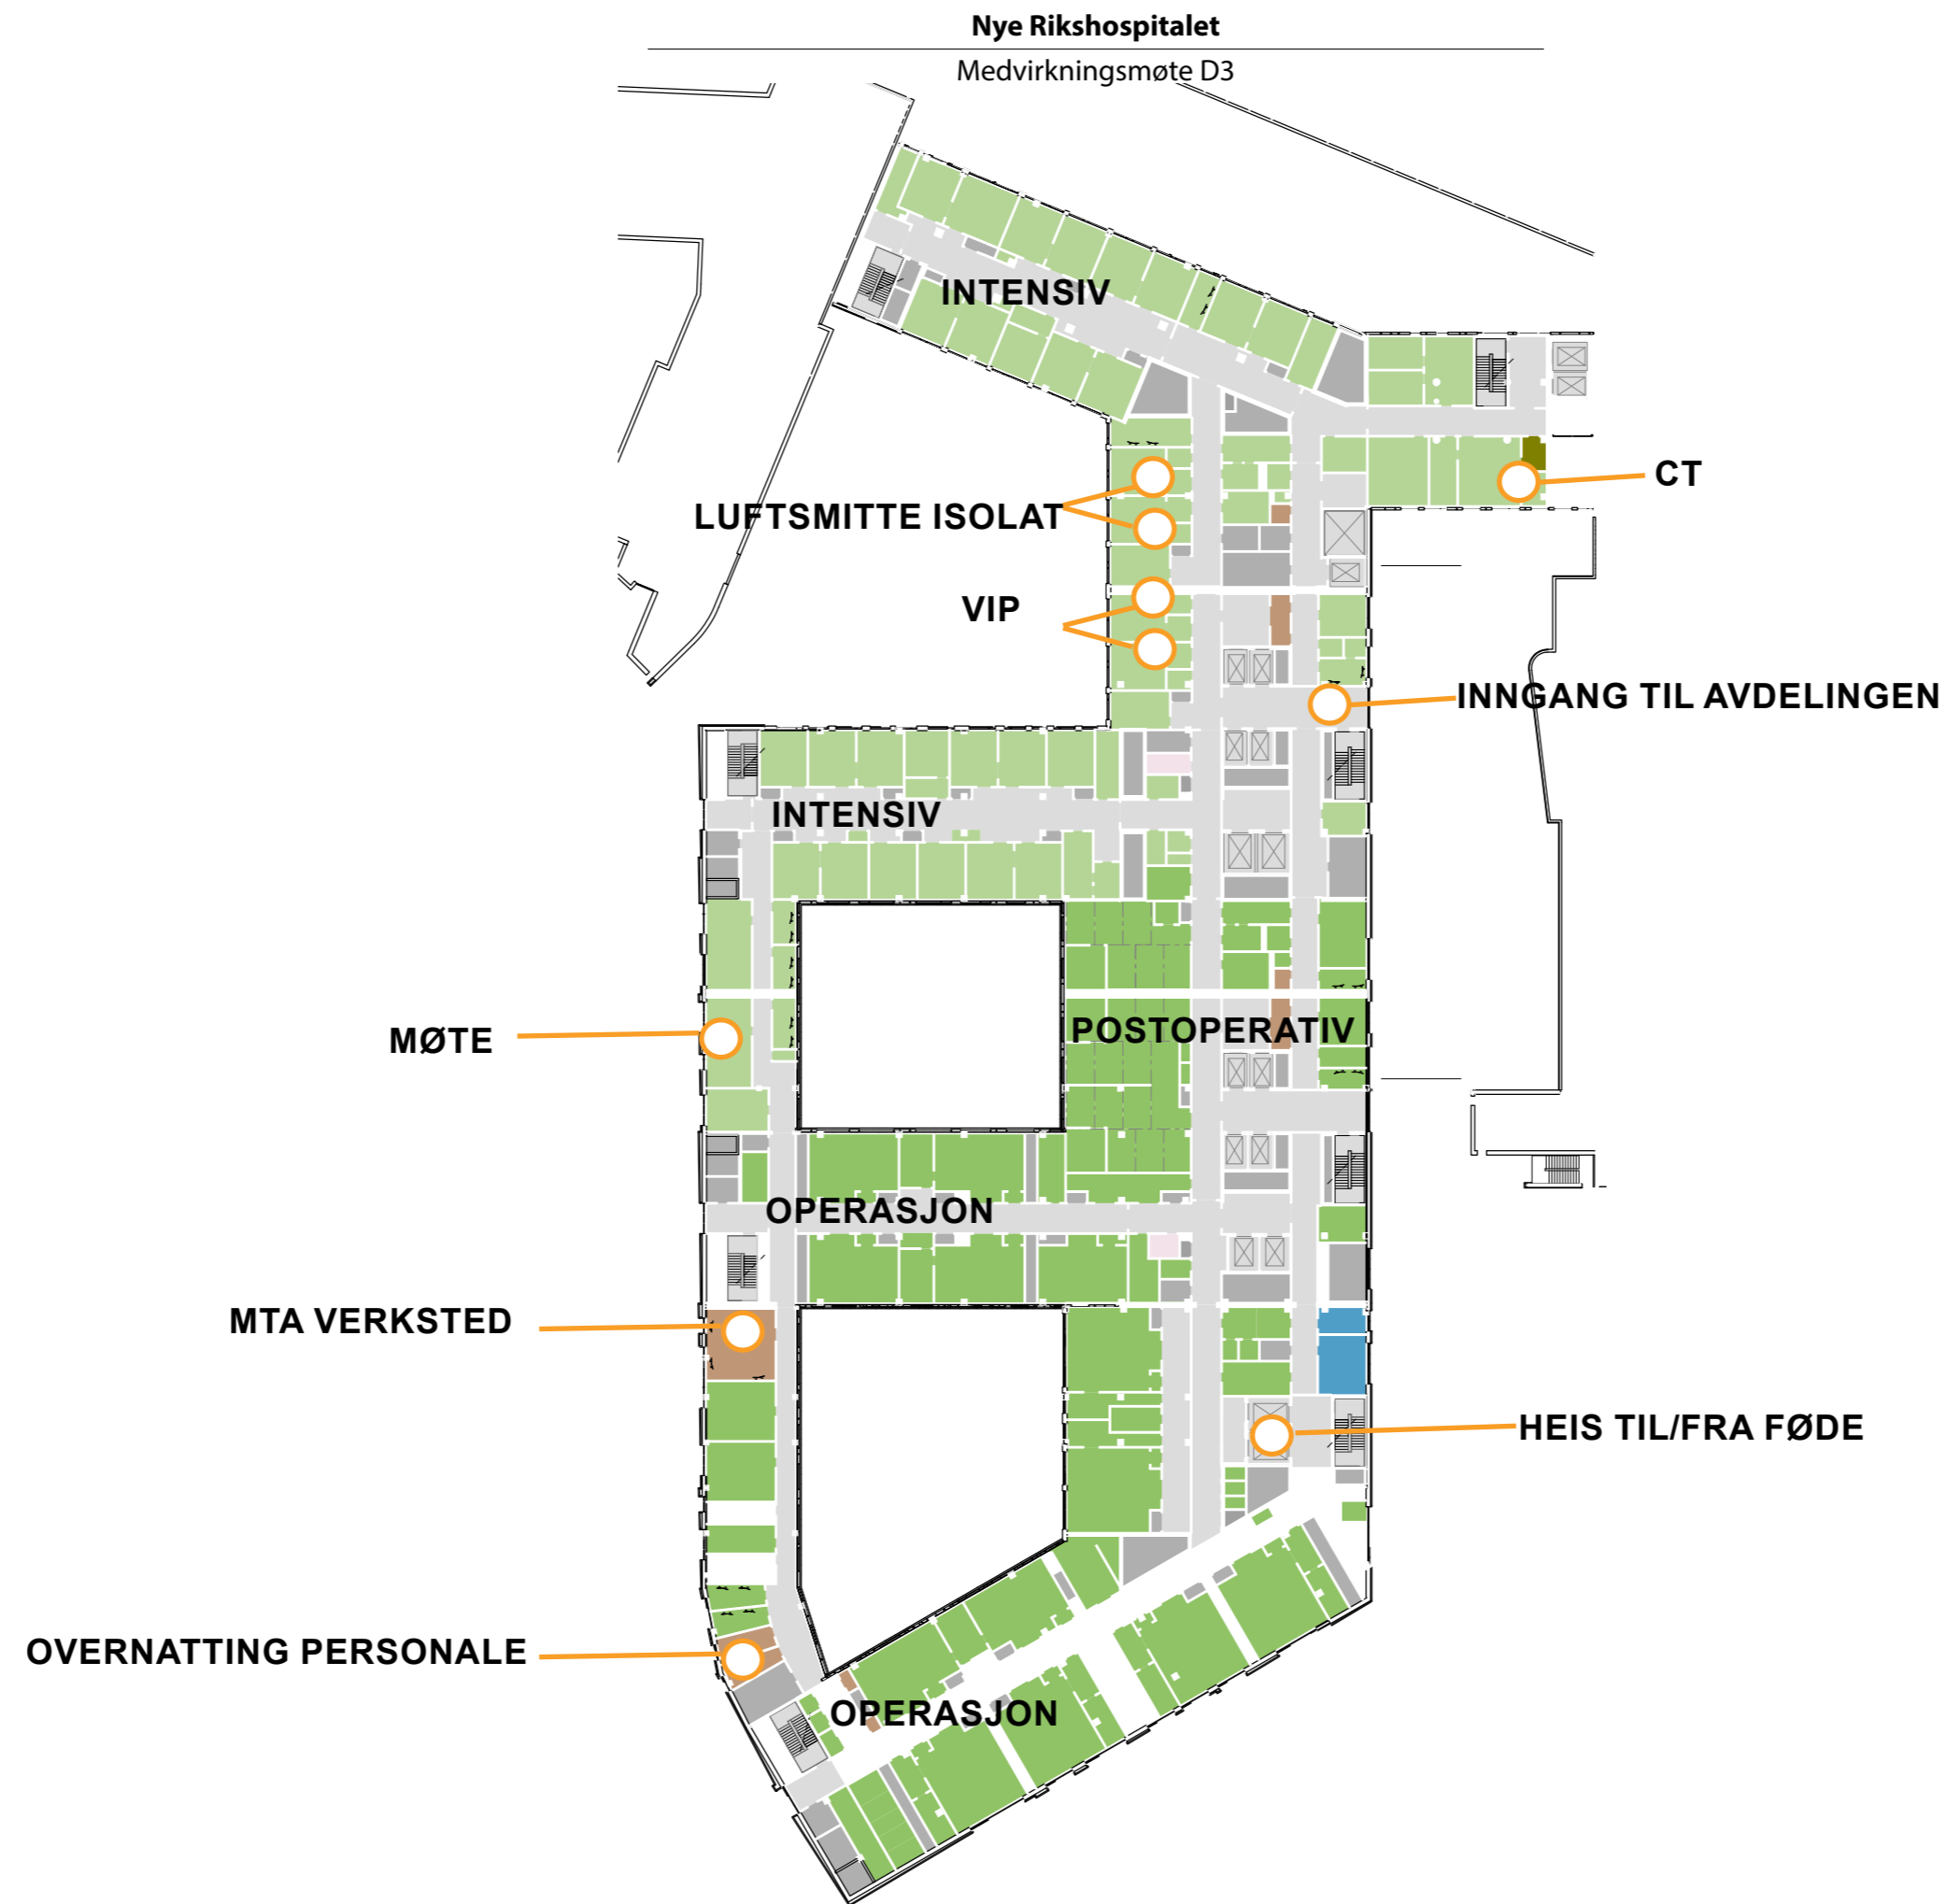 Nye Rikshospitalet
Medvirkningsmøte D3
INTENSIV
CT
LUFTSMITTE ISOLAT
VIP
INNGANG TIL AVDELINGEN
INTENSIV
MØTE
POSTOPERATIV
OPERASJON
MTA VERKSTED
HEIS TIL/FRA FØDE
OVERNATTING PERSONALE
OPERASJON